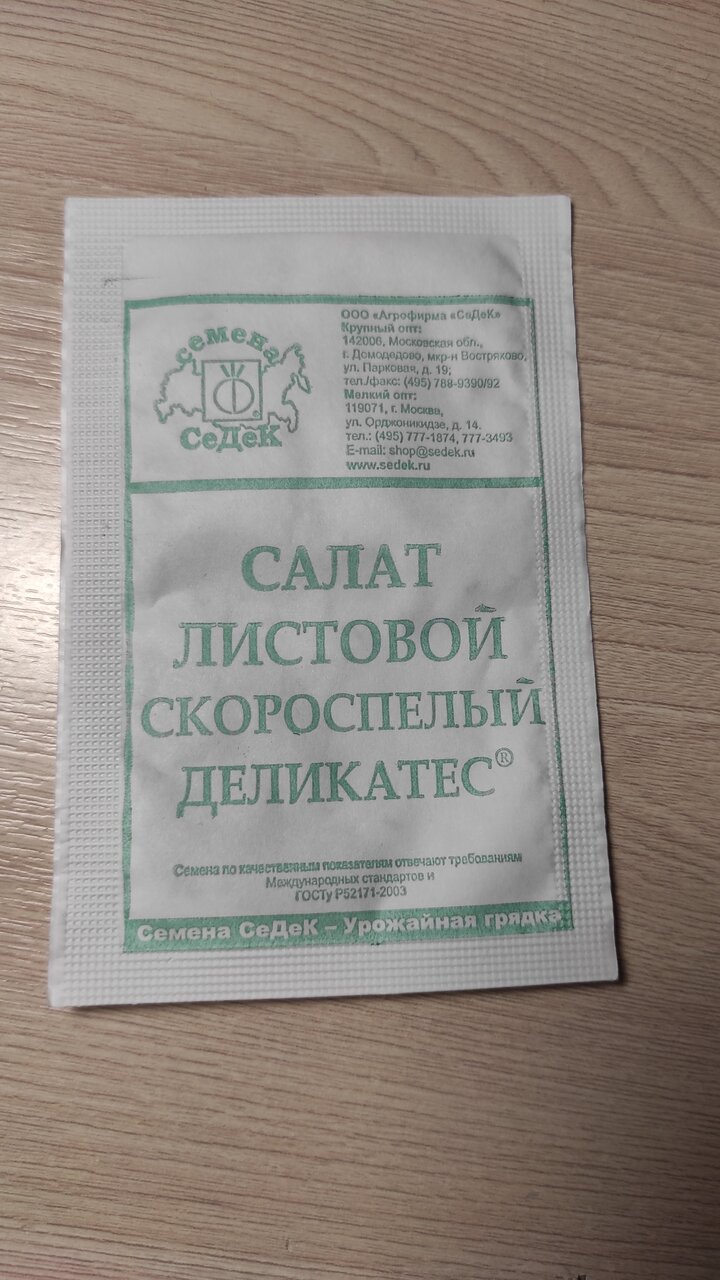 семена
СеДеК
ООО «Агрофирма «СеДеК»
Крупный опт:
142006, Московская обл.,
г. Домодедово, мкр-н Востряково,
ул. Парковая, д. 19;
тел./факс: (495) 788-9390/92
Мелкий опт:
119071, г. Москва,
ул. Орджоникидзе, д. 14.
тел.: (495) 777-1874, 777-3493
E-mail: shop@sedek.ru
www.sedek.ru
САЛАТ
ЛИСТОВОЙ
СКОРОСПЕЛЫЙ
ДЕЛИКАТЕС®
Семена по качественным показателям отвечают требованиям
Международных стандартов и
ГОСТу Р52171-2003
Семена СеДеК – Урожайная грядка